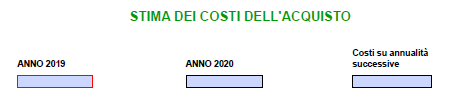 STIMA DEI COSTI DELL'ACQUISTO
ANNO 2019
ANNO 2020
Costi su annualità
successive